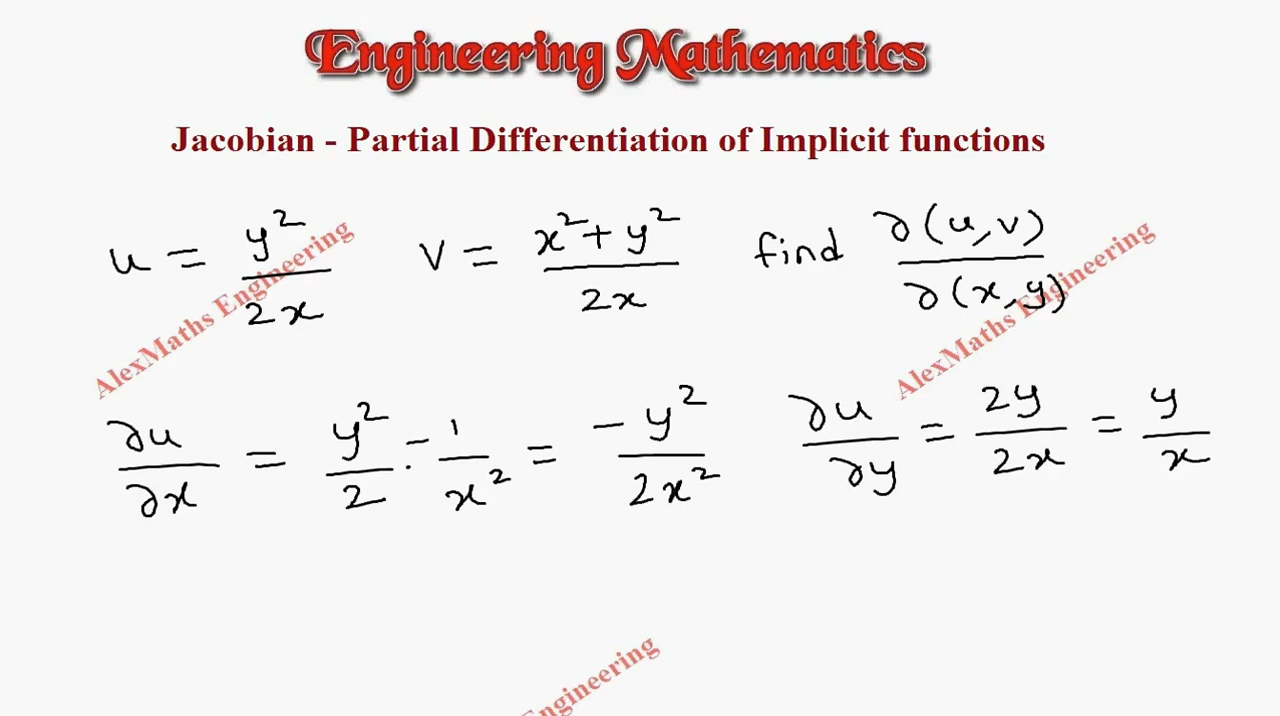 Engineering Mathematics
Jacobian - Partial Differentiation of Implicit functions
u = y²/2x   v = (x² + y²)/2x   find ∂(u,v)/∂(x,y)
AlexMaths Engineering   AlexMaths Engineering
∂u/∂x = y²/2 · -1/x² = -y²/2x²   ∂u/∂y = 2y/2x = y/x
Engineering